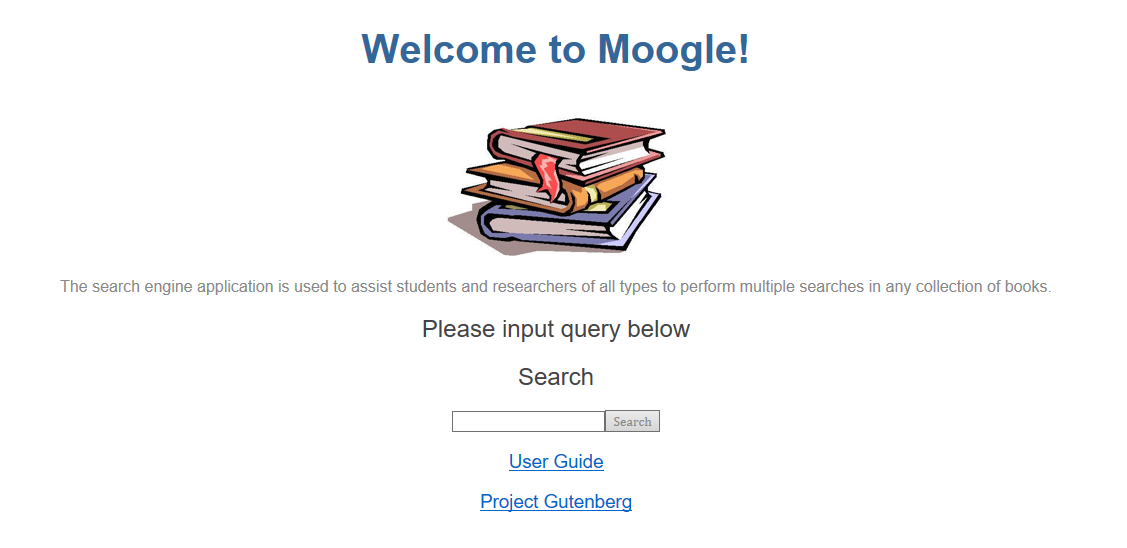 Welcome to Moogle!
The search engine application is used to assist students and researchers of all types to perform multiple searches in any collection of books.
Please input query below
Search
Search
User Guide
Project Gutenberg